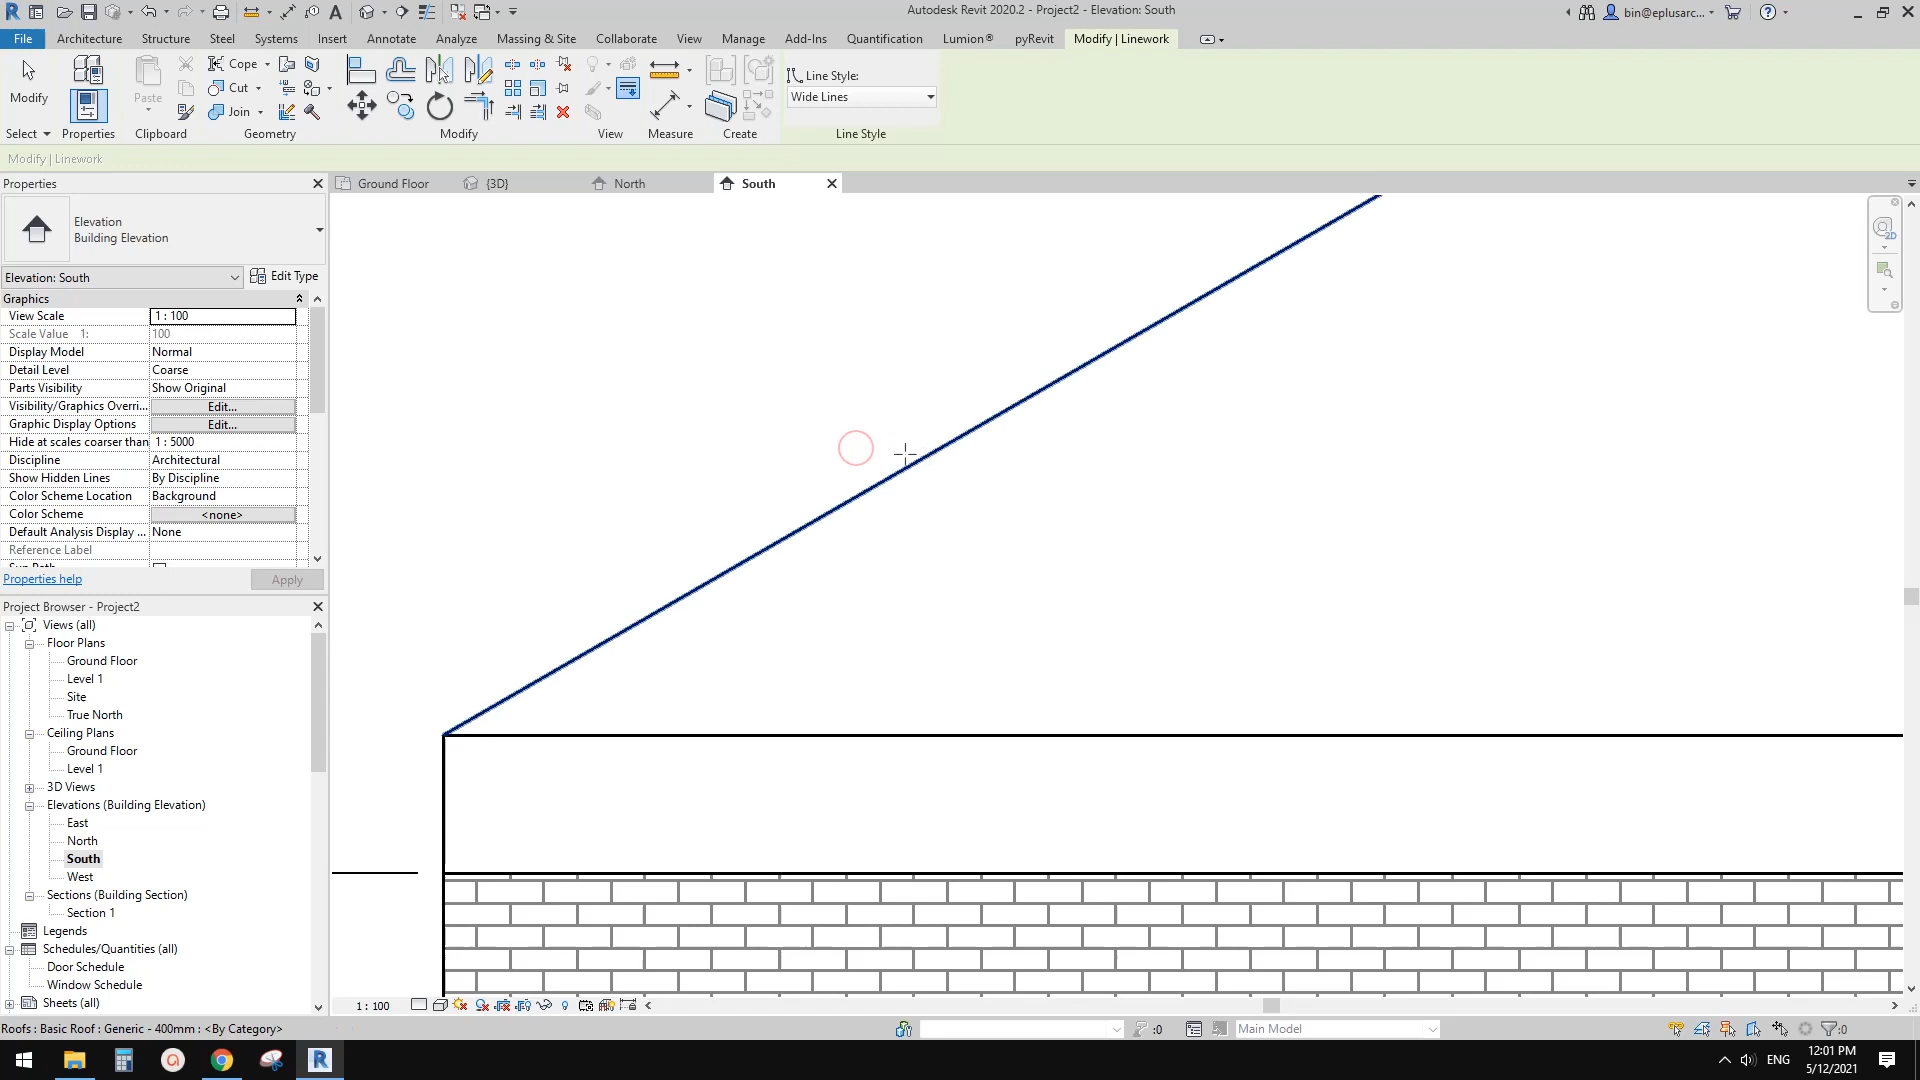 Autodesk Revit 2020.2 - Project2 - Elevation: South
bin@eplusarc...
File Architecture Structure Steel Systems Insert Annotate Analyze Massing & Site Collaborate View Manage Add-Ins Quantification Lumion® pyRevit Modify | Linework
Modify
Paste
Cope
Cut
Join
Line Style:
Wide Lines
Select Properties Clipboard Geometry Modify View Measure Create Line Style
Modify | Linework
Properties
Ground Floor {3D} North South
Elevation
Building Elevation
Elevation: South Edit Type
Graphics
View Scale 1 : 100
Scale Value 1: 100
Display Model Normal
Detail Level Coarse
Parts Visibility Show Original
Visibility/Graphics Overri... Edit...
Graphic Display Options Edit...
Hide at scales coarser than 1 : 5000
Discipline Architectural
Show Hidden Lines By Discipline
Color Scheme Location Background
Color Scheme <none>
Default Analysis Display ... None
Reference Label
Properties help Apply
Project Browser - Project2
Views (all)
Floor Plans
Ground Floor
Level 1
Site
True North
Ceiling Plans
Ground Floor
Level 1
3D Views
Elevations (Building Elevation)
East
North
South
West
Sections (Building Section)
Section 1
Legends
Schedules/Quantities (all)
Door Schedule
Window Schedule
Sheets (all)
1 : 100
Roofs : Basic Roof : Generic - 400mm : <By Category> :0 Main Model :0
ENG
12:01 PM
5/12/2021